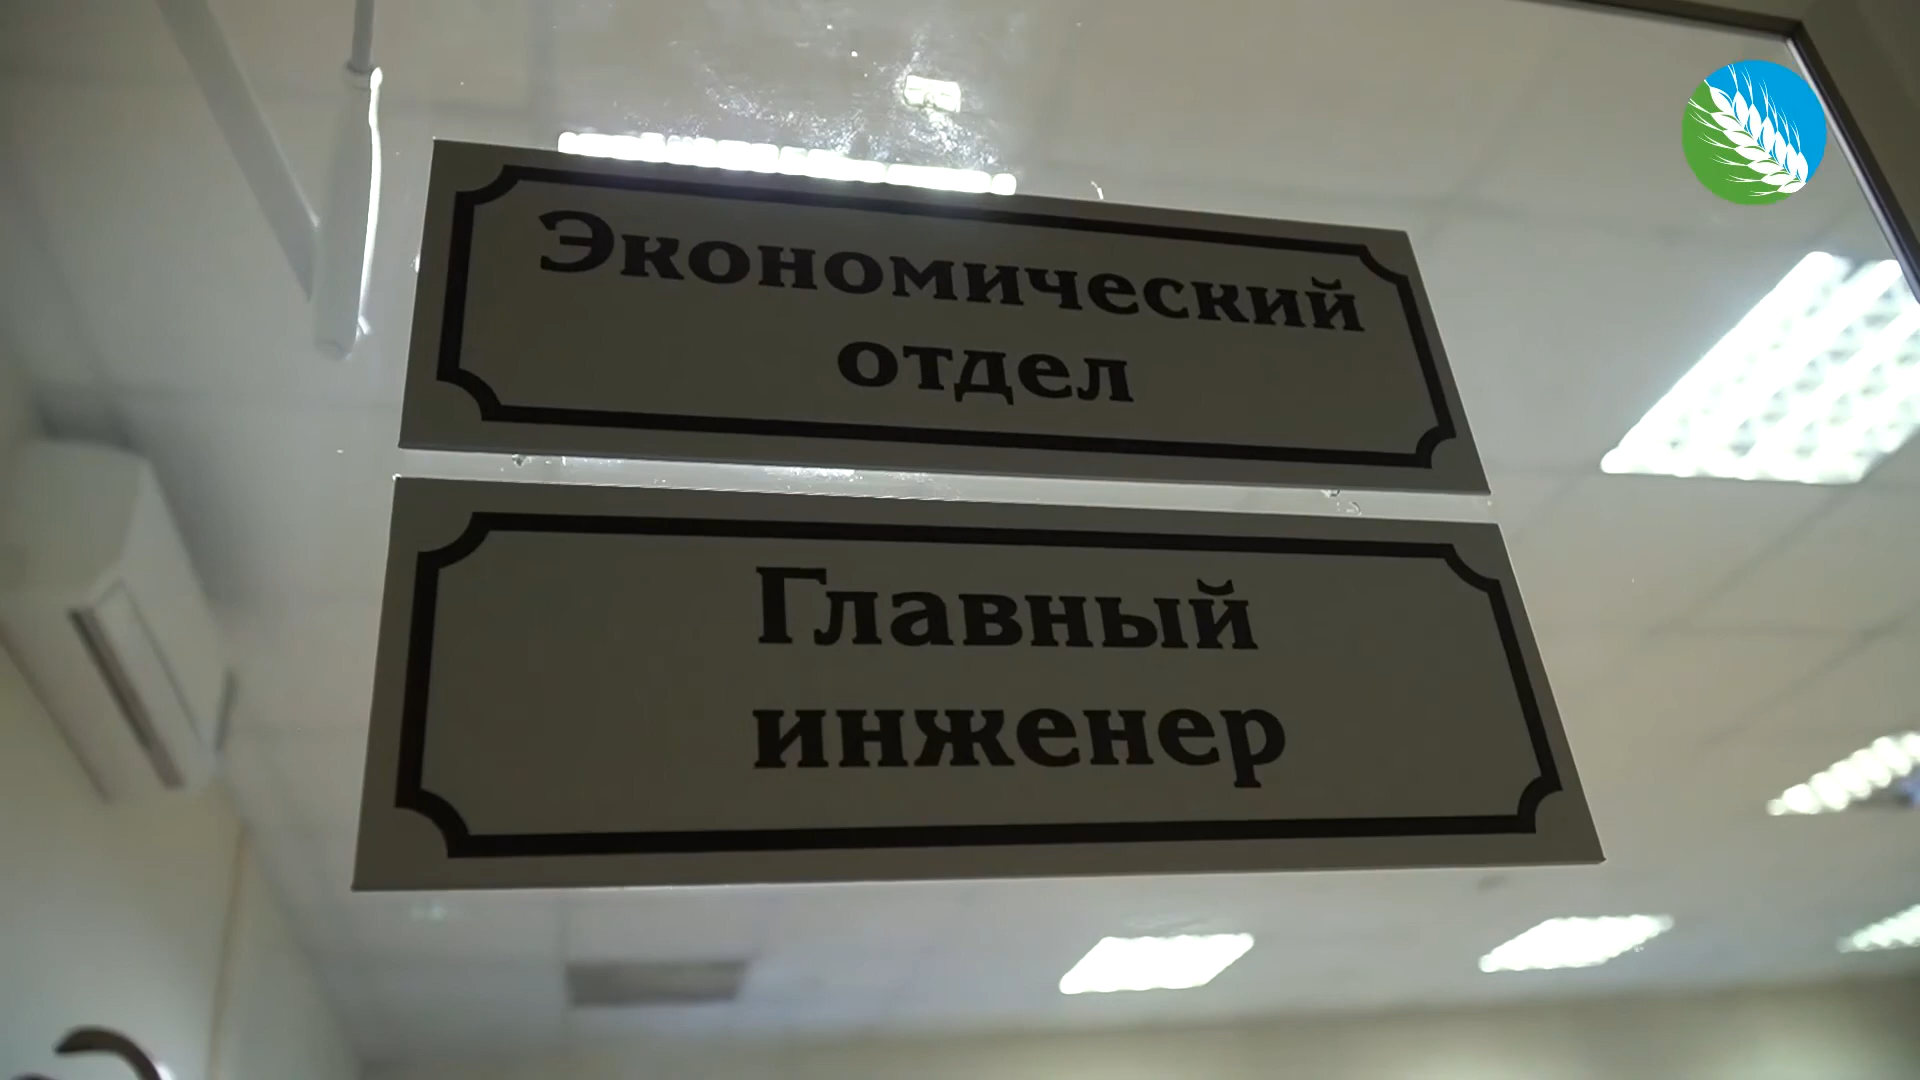 Экономический
отдел
Главный
инженер